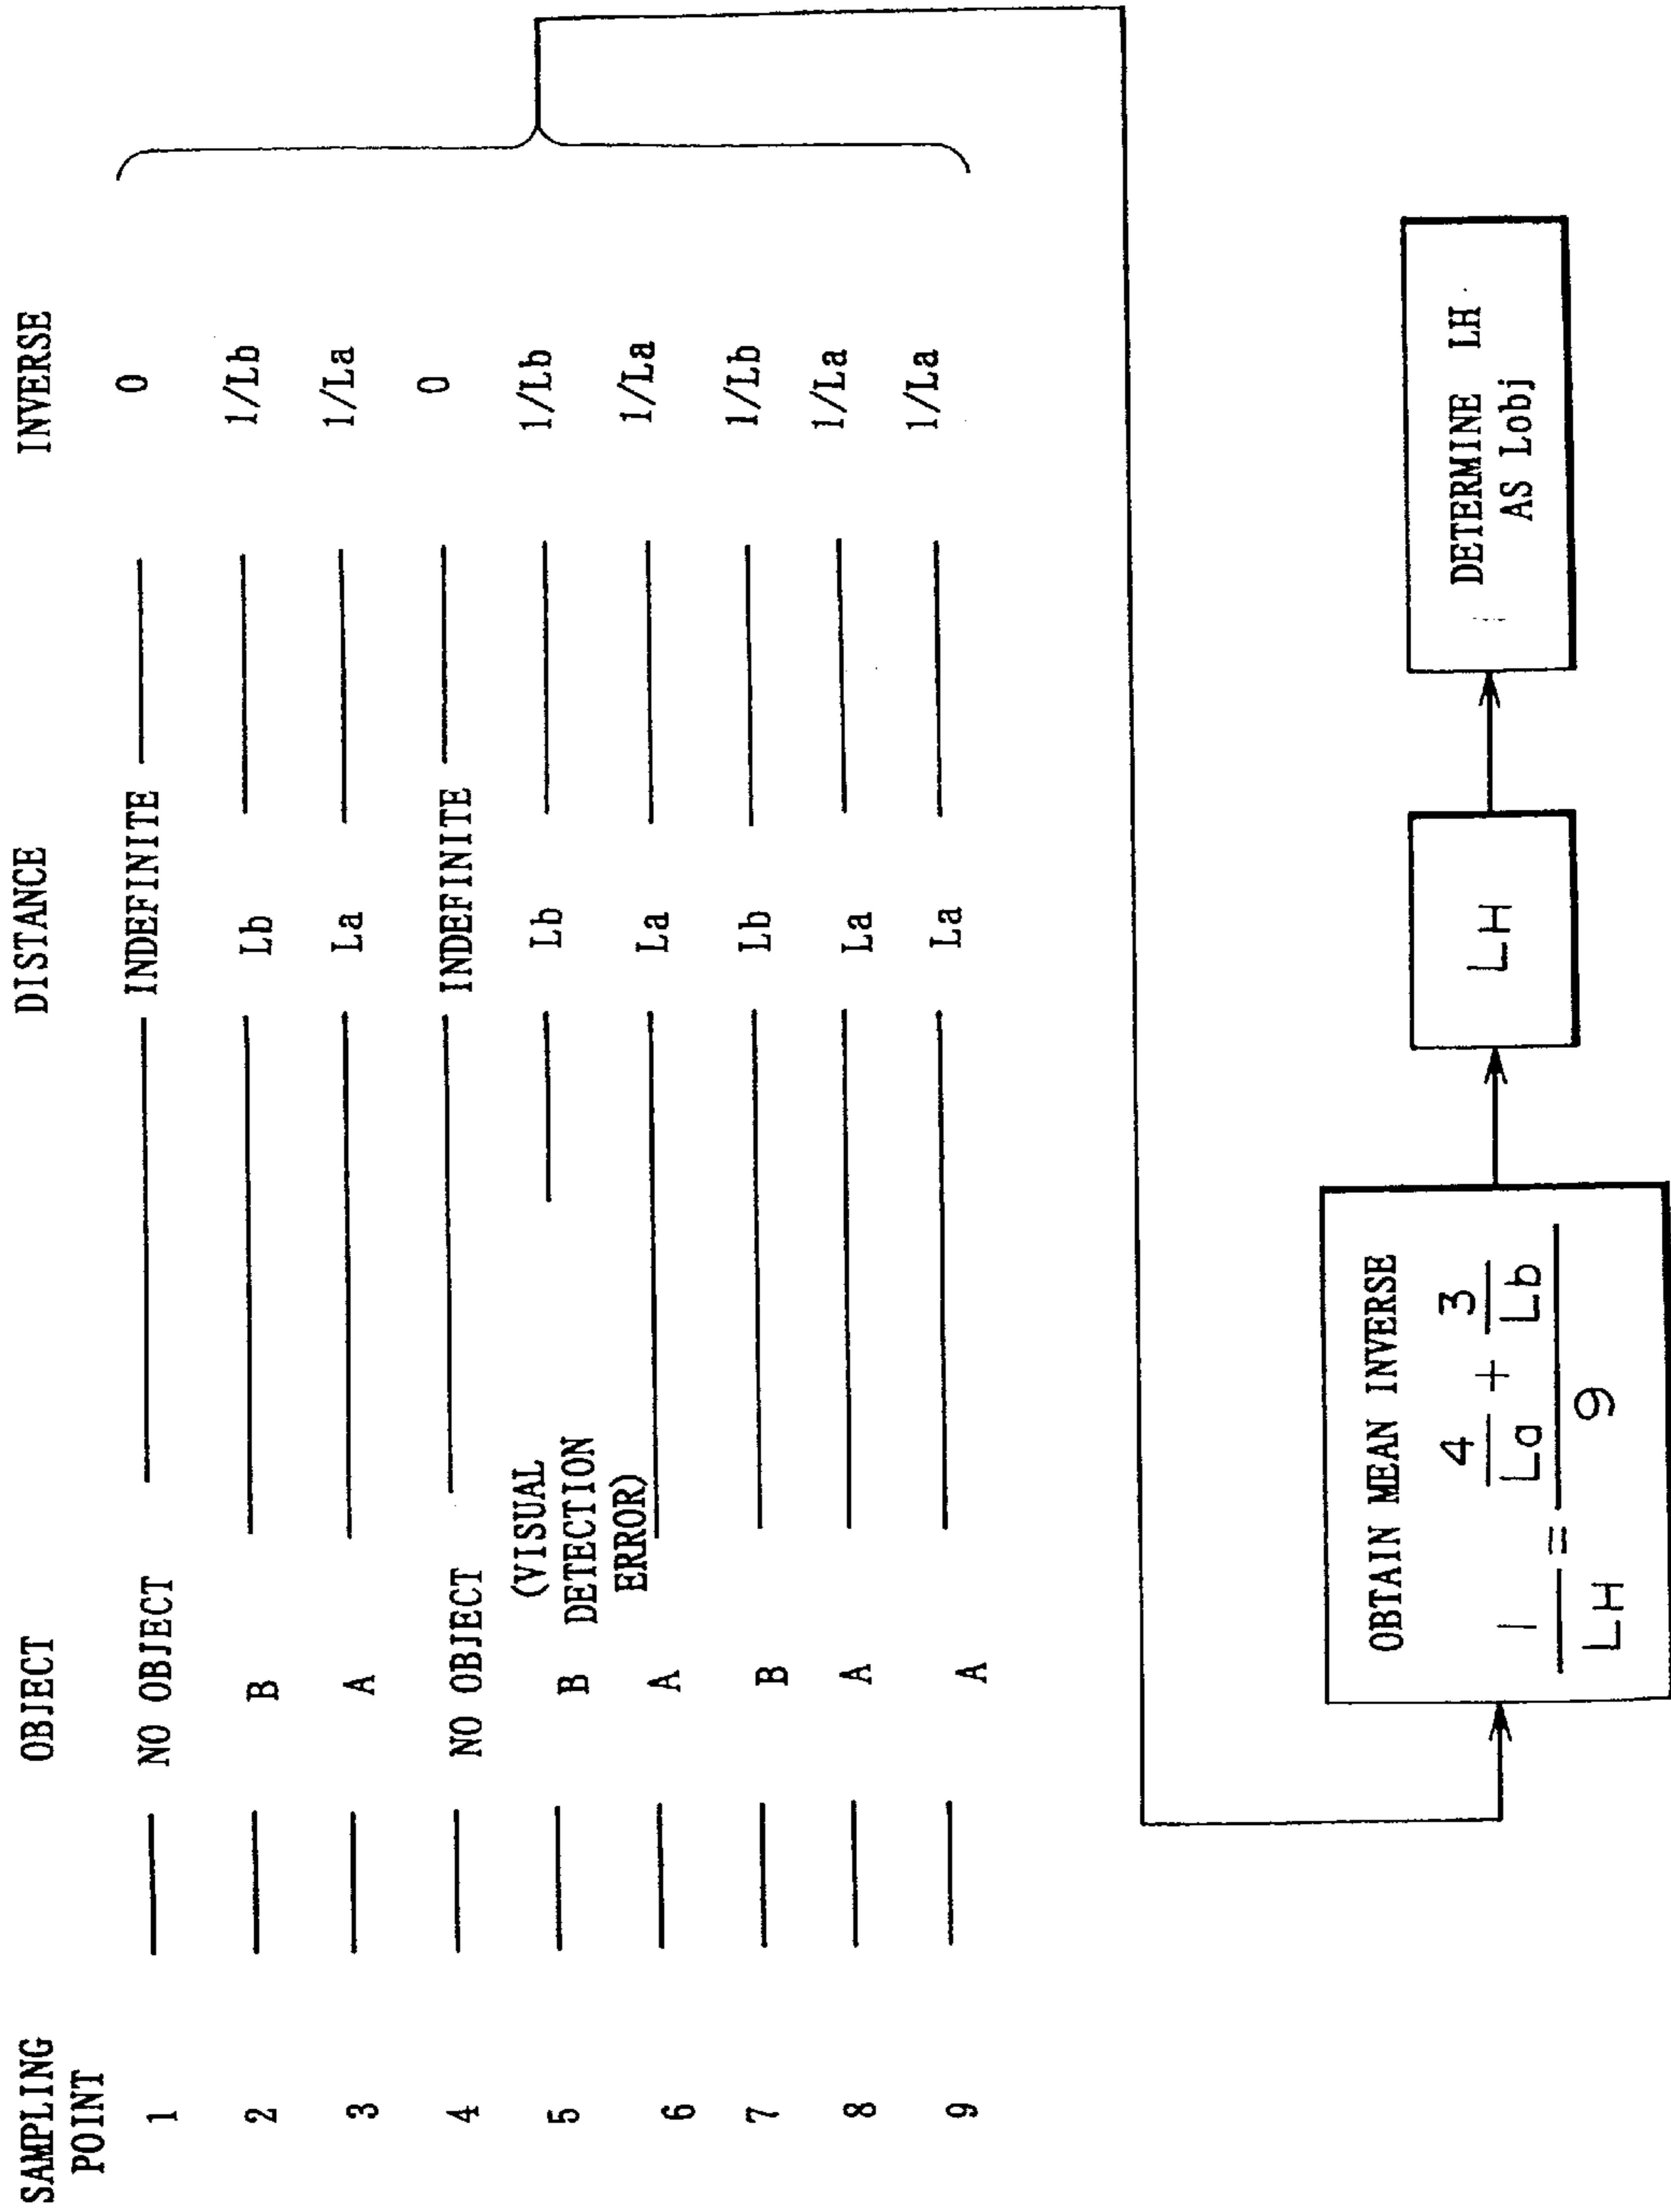 SAMPLING POINT OBJECT DISTANCE INVERSE
1 NO OBJECT INDEFINITE 0
2 B Lb 1/Lb
3 A La 1/La
4 NO OBJECT INDEFINITE 0
5 B (VISUAL DETECTION ERROR) Lb 1/Lb
6 A La 1/La
7 B Lb 1/Lb
8 A La 1/La
9 A La 1/La
OBTAIN MEAN INVERSE
4 3
1 La + Lb
=
LH 9
LH
DETERMINE LH
AS Lobj